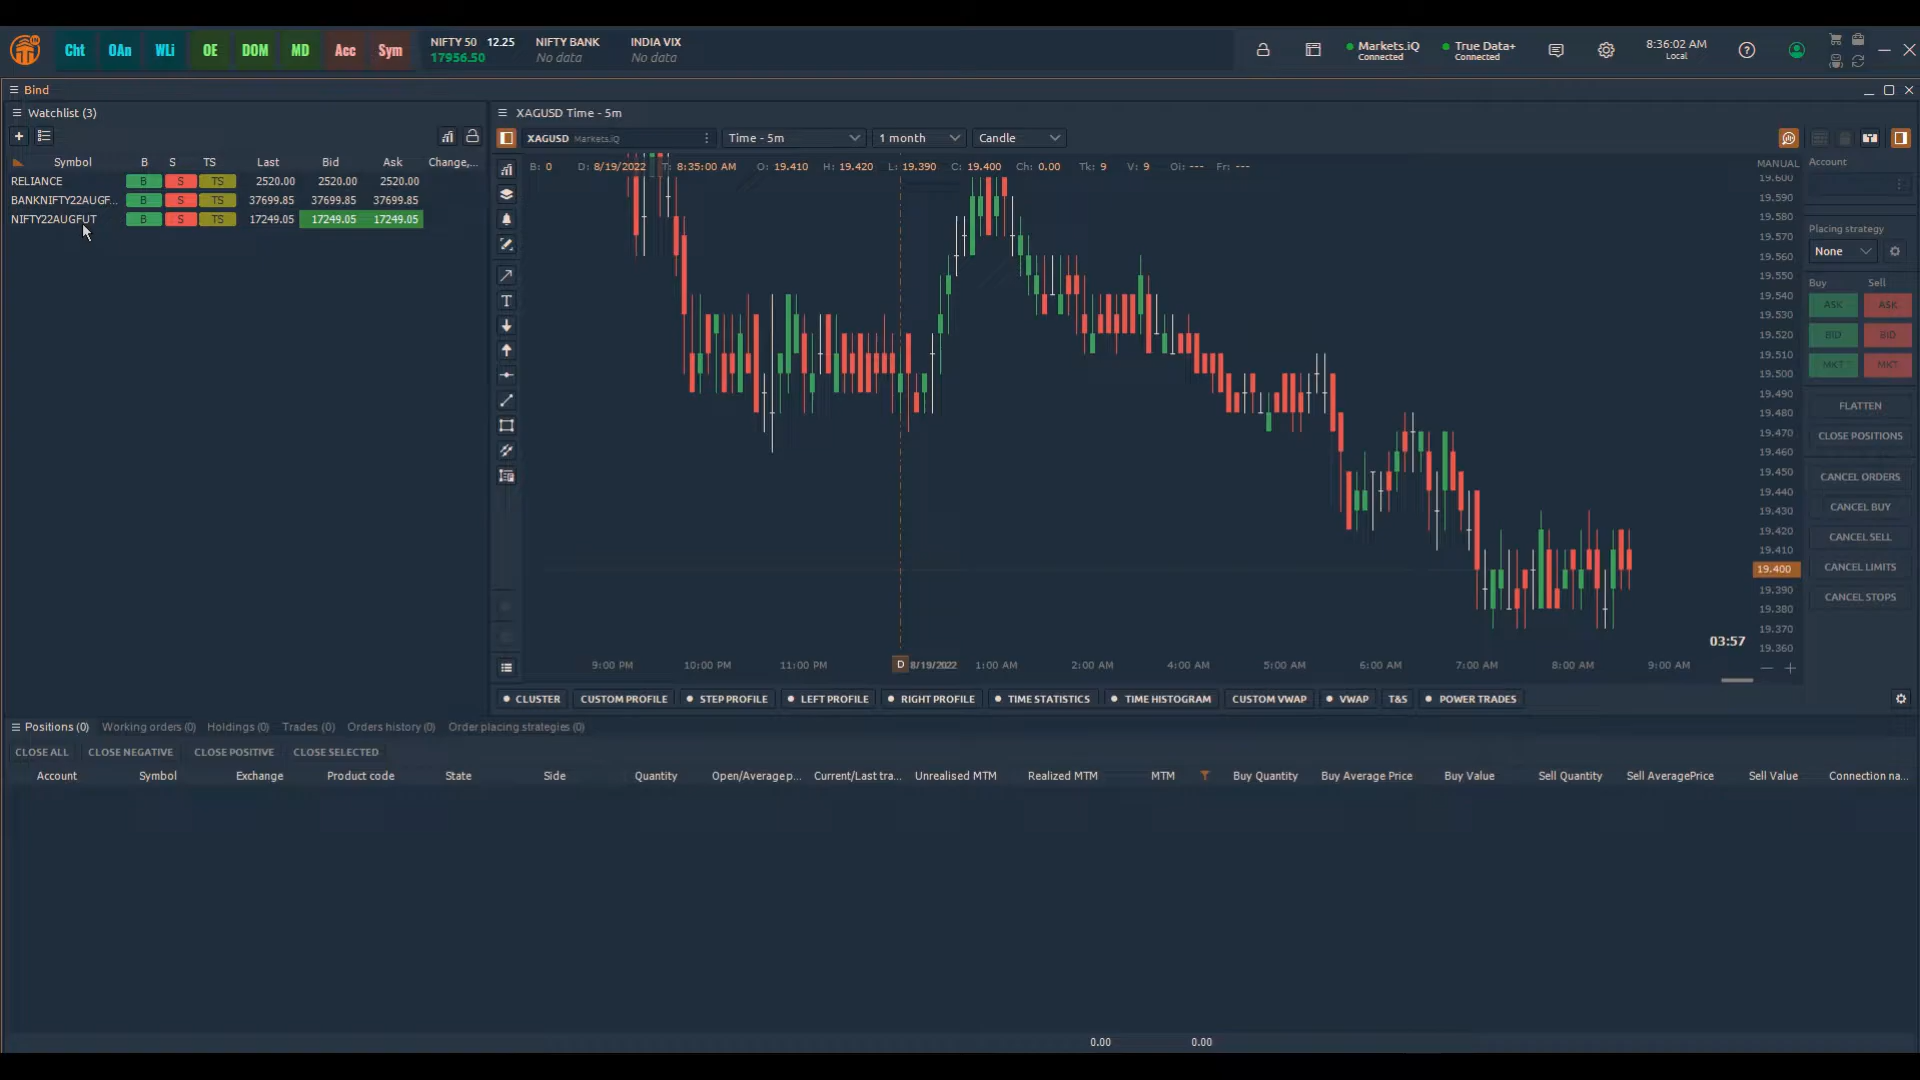 Cht OAn WLi OE DOM MD Acc Sym
NIFTY 50 12.25 NIFTY BANK INDIA VIX
17956.50 No data No data
Markets.iQ Connected True Data+ Connected 8:36:02 AM Local
Bind
Watchlist (3)
Symbol B S TS Last Bid Ask Change,...
RELIANCE B S TS 2520.00 2520.00 2520.00
BANKNIFTY22AUGF... B S TS 37699.85 37699.85 37699.85
NIFTY22AUGFUT B S TS 17249.05 17249.05 17249.05
XAGUSD Time - 5m
XAGUSD Markets.iQ Time - 5m 1 month Candle
B: 0 D: 8/19/2022 T: 8:35:00 AM O: 19.410 H: 19.420 L: 19.390 C: 19.400 Ch: 0.00 Tk: 9 V: 9 Oi: --- Fr: ---
MANUAL
19.600
19.590
19.580
19.570
19.560
19.550
19.540
19.530
19.520
19.510
19.500
19.490
19.480
19.470
19.460
19.450
19.440
19.430
19.420
19.410
19.400
19.390
19.380
19.370
19.360
03:57
9:00 PM 10:00 PM 11:00 PM D 8/19/2022 1:00 AM 2:00 AM 4:00 AM 5:00 AM 6:00 AM 7:00 AM 8:00 AM 9:00 AM
CLUSTER CUSTOM PROFILE STEP PROFILE LEFT PROFILE RIGHT PROFILE TIME STATISTICS TIME HISTOGRAM CUSTOM VWAP VWAP T&S POWER TRADES
Account
Placing strategy
None
Buy Sell
ASK ASK
BID BID
MKT MKT
FLATTEN
CLOSE POSITIONS
CANCEL ORDERS
CANCEL BUY
CANCEL SELL
CANCEL LIMITS
CANCEL STOPS
Positions (0) Working orders (0) Holdings (0) Trades (0) Orders history (0) Order placing strategies (0)
CLOSE ALL CLOSE NEGATIVE CLOSE POSITIVE CLOSE SELECTED
Account Symbol Exchange Product code State Side Quantity Open/Average p... Current/Last tra... Unrealised MTM Realized MTM MTM Buy Quantity Buy Average Price Buy Value Sell Quantity Sell AveragePrice Sell Value Connection na...
0.00 0.00